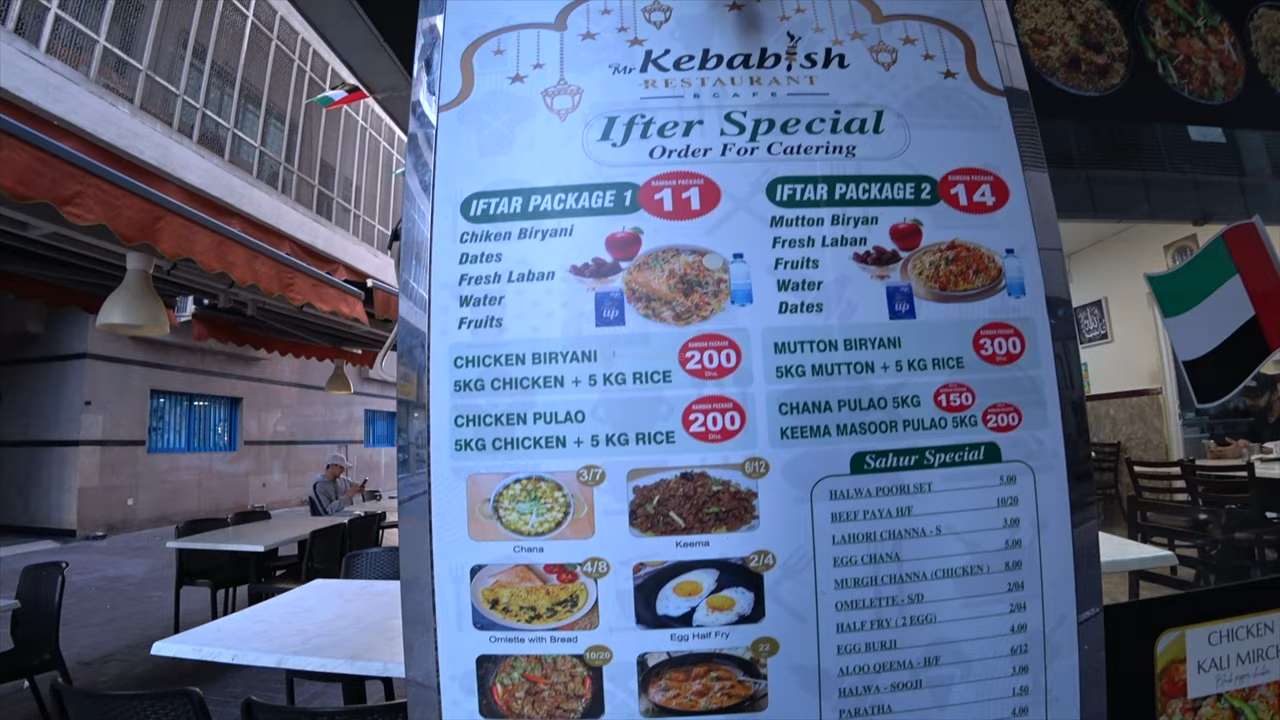 Mr Kebabish
RESTAURANT
& CAFE
Ifter Special
Order For Catering
IFTAR PACKAGE 1
RAMDAN PACKAGE
11
Chiken Biryani
Dates
Fresh Laban
Water
Fruits
up
IFTAR PACKAGE 2
RAMDAN PACKAGE
14
Mutton Biryan
Fresh Laban
Fruits
Water
Dates
up
CHICKEN BIRYANI
5KG CHICKEN + 5 KG RICE
RAMDAN PACKAGE
200
Dhs.
MUTTON BIRYANI
5KG MUTTON + 5 KG RICE
RAMDAN PACKAGE
300
Dhs.
CHICKEN PULAO
5KG CHICKEN + 5 KG RICE
RAMDAN PACKAGE
200
Dhs.
CHANA PULAO 5KG 150
KEEMA MASOOR PULAO 5KG 200
3/7
Chana
6/12
Keema
4/8
Omlette with Bread
2/4
Egg Half Fry
10/20
22
Sahur Special
HALWA POORI SET 5.00
BEEF PAYA H/F 10/20
LAHORI CHANNA - S 3.00
EGG CHANA 5.00
MURGH CHANNA (CHICKEN) 8.00
OMELETTE - S/D 2/04
HALF FRY ( 2 EGG) 2/04
EGG BURJI 4.00
ALOO QEEMA - H/F 6/12
HALWA - SOOJI 3.00
PARATHA 1.50
4.00
CHICKEN
KALI MIRCH